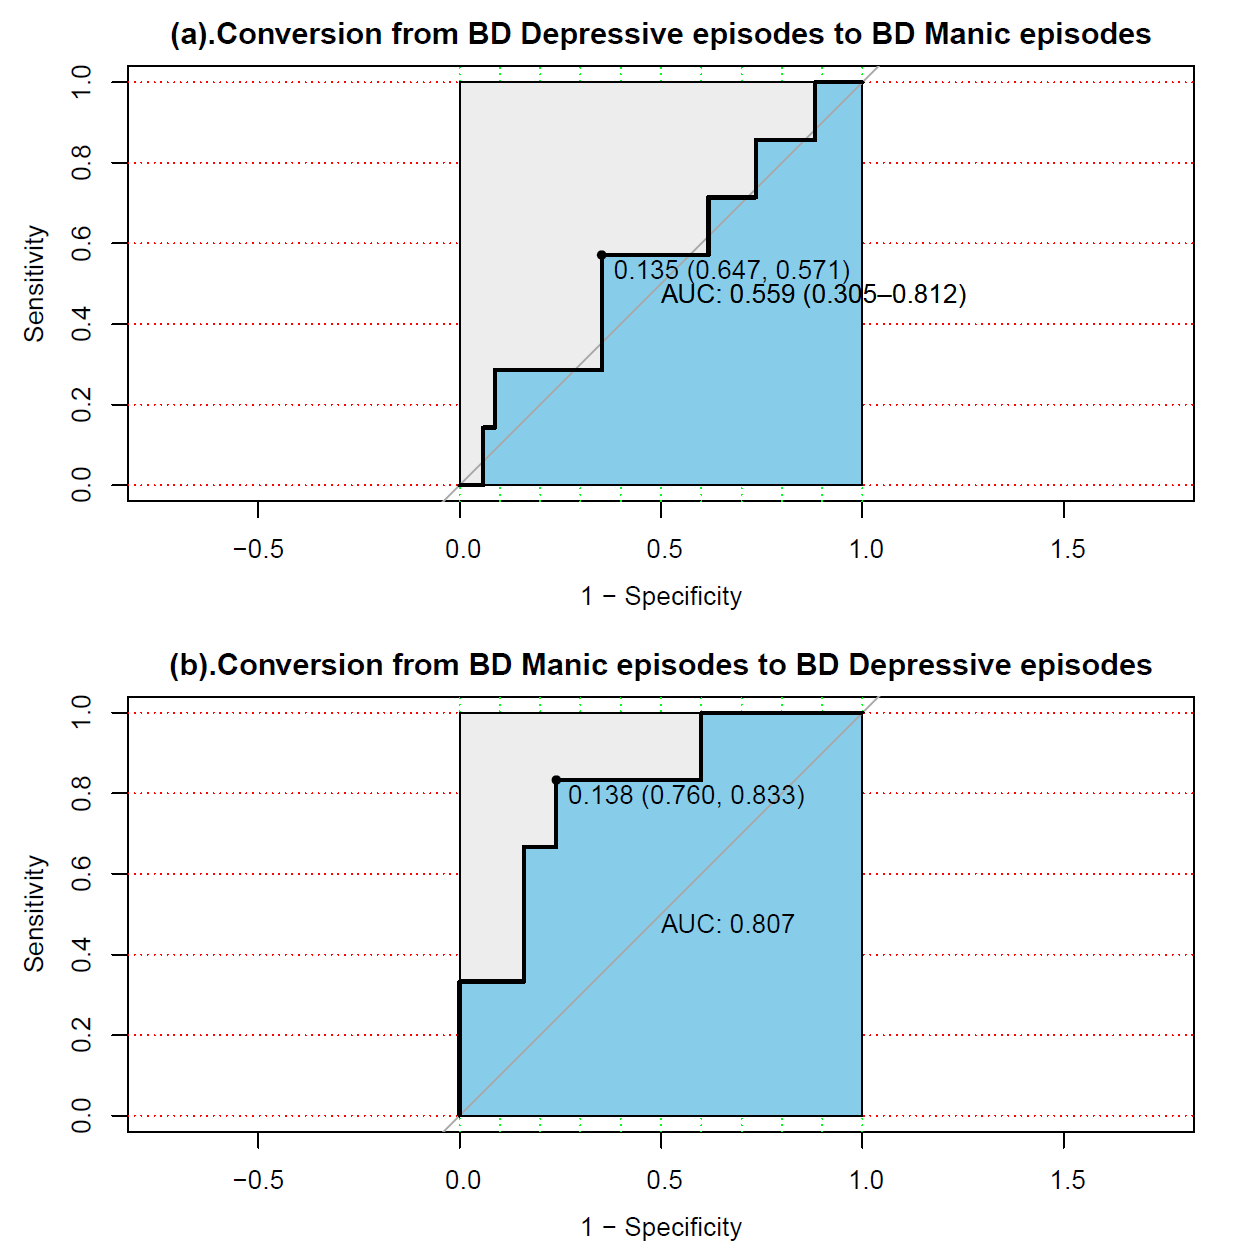 (a).Conversion from BD Depressive episodes to BD Manic episodes
1.0
0.8
0.6
0.4
0.2
0.0
Sensitivity
0.135 (0.647, 0.571)
AUC: 0.559 (0.305–0.812)
−0.5 0.0 0.5 1.0 1.5
1 − Specificity
(b).Conversion from BD Manic episodes to BD Depressive episodes
1.0
0.8
0.6
0.4
0.2
0.0
Sensitivity
0.138 (0.760, 0.833)
AUC: 0.807
−0.5 0.0 0.5 1.0 1.5
1 − Specificity